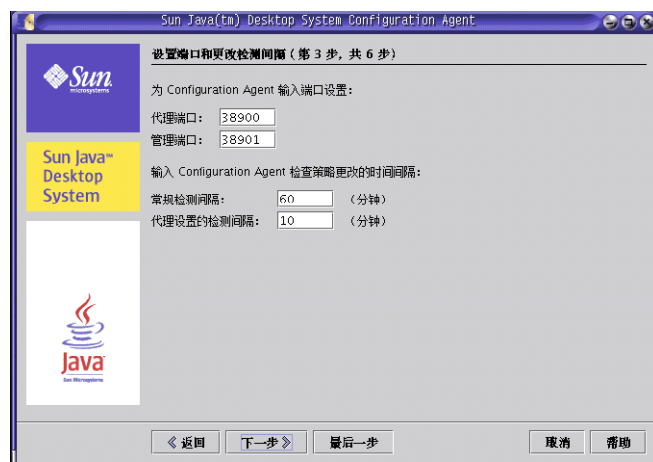 Sun Java(tm) Desktop System Configuration Agent
Sun
microsystems
设置端口和更改检测间隔（第 3 步，共 6 步）
为 Configuration Agent 输入端口设置：
代理端口： 38900
管理端口： 38901
Sun Java™
Desktop
System
输入 Configuration Agent 检查策略更改的时间间隔：
常规检测间隔： 60 （分钟）
代理设置的检测间隔： 10 （分钟）
Java
Sun Microsystems
《 返回
下一步 》
最后一步
取消
帮助